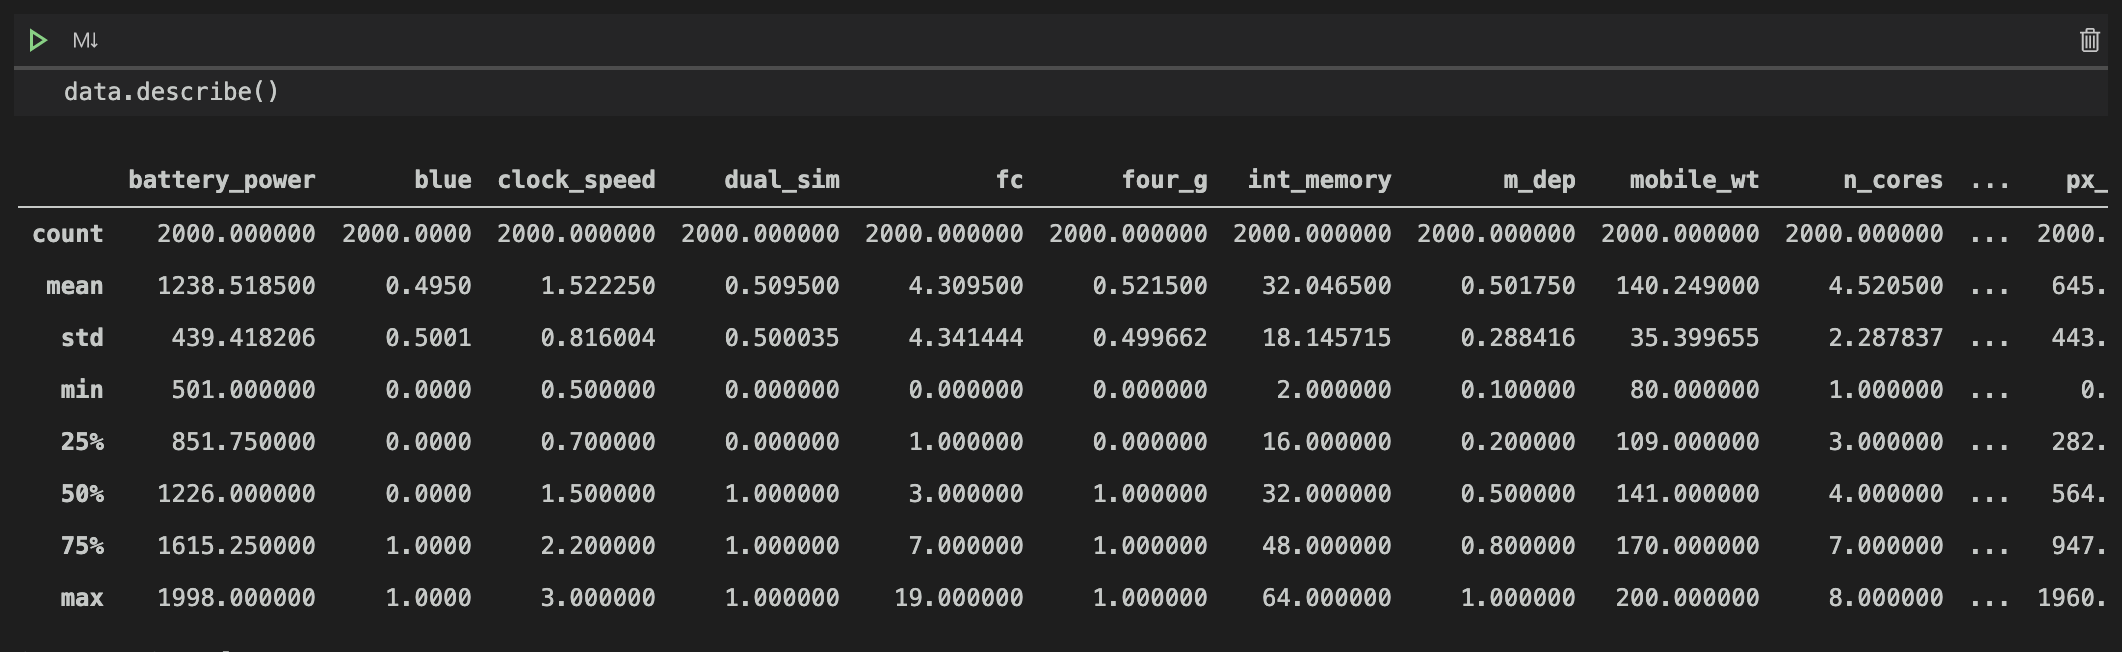 M↓
data.describe()
battery_power blue clock_speed dual_sim fc four_g int_memory m_dep mobile_wt n_cores ... px_
count 2000.000000 2000.0000 2000.000000 2000.000000 2000.000000 2000.000000 2000.000000 2000.000000 2000.000000 2000.000000 ... 2000.
mean 1238.518500 0.4950 1.522250 0.509500 4.309500 0.521500 32.046500 0.501750 140.249000 4.520500 ... 645.
std 439.418206 0.5001 0.816004 0.500035 4.341444 0.499662 18.145715 0.288416 35.399655 2.287837 ... 443.
min 501.000000 0.0000 0.500000 0.000000 0.000000 0.000000 2.000000 0.100000 80.000000 1.000000 ... 0.
25% 851.750000 0.0000 0.700000 0.000000 1.000000 0.000000 16.000000 0.200000 109.000000 3.000000 ... 282.
50% 1226.000000 0.0000 1.500000 1.000000 3.000000 1.000000 32.000000 0.500000 141.000000 4.000000 ... 564.
75% 1615.250000 1.0000 2.200000 1.000000 7.000000 1.000000 48.000000 0.800000 170.000000 7.000000 ... 947.
max 1998.000000 1.0000 3.000000 1.000000 19.000000 1.000000 64.000000 1.000000 200.000000 8.000000 ... 1960.